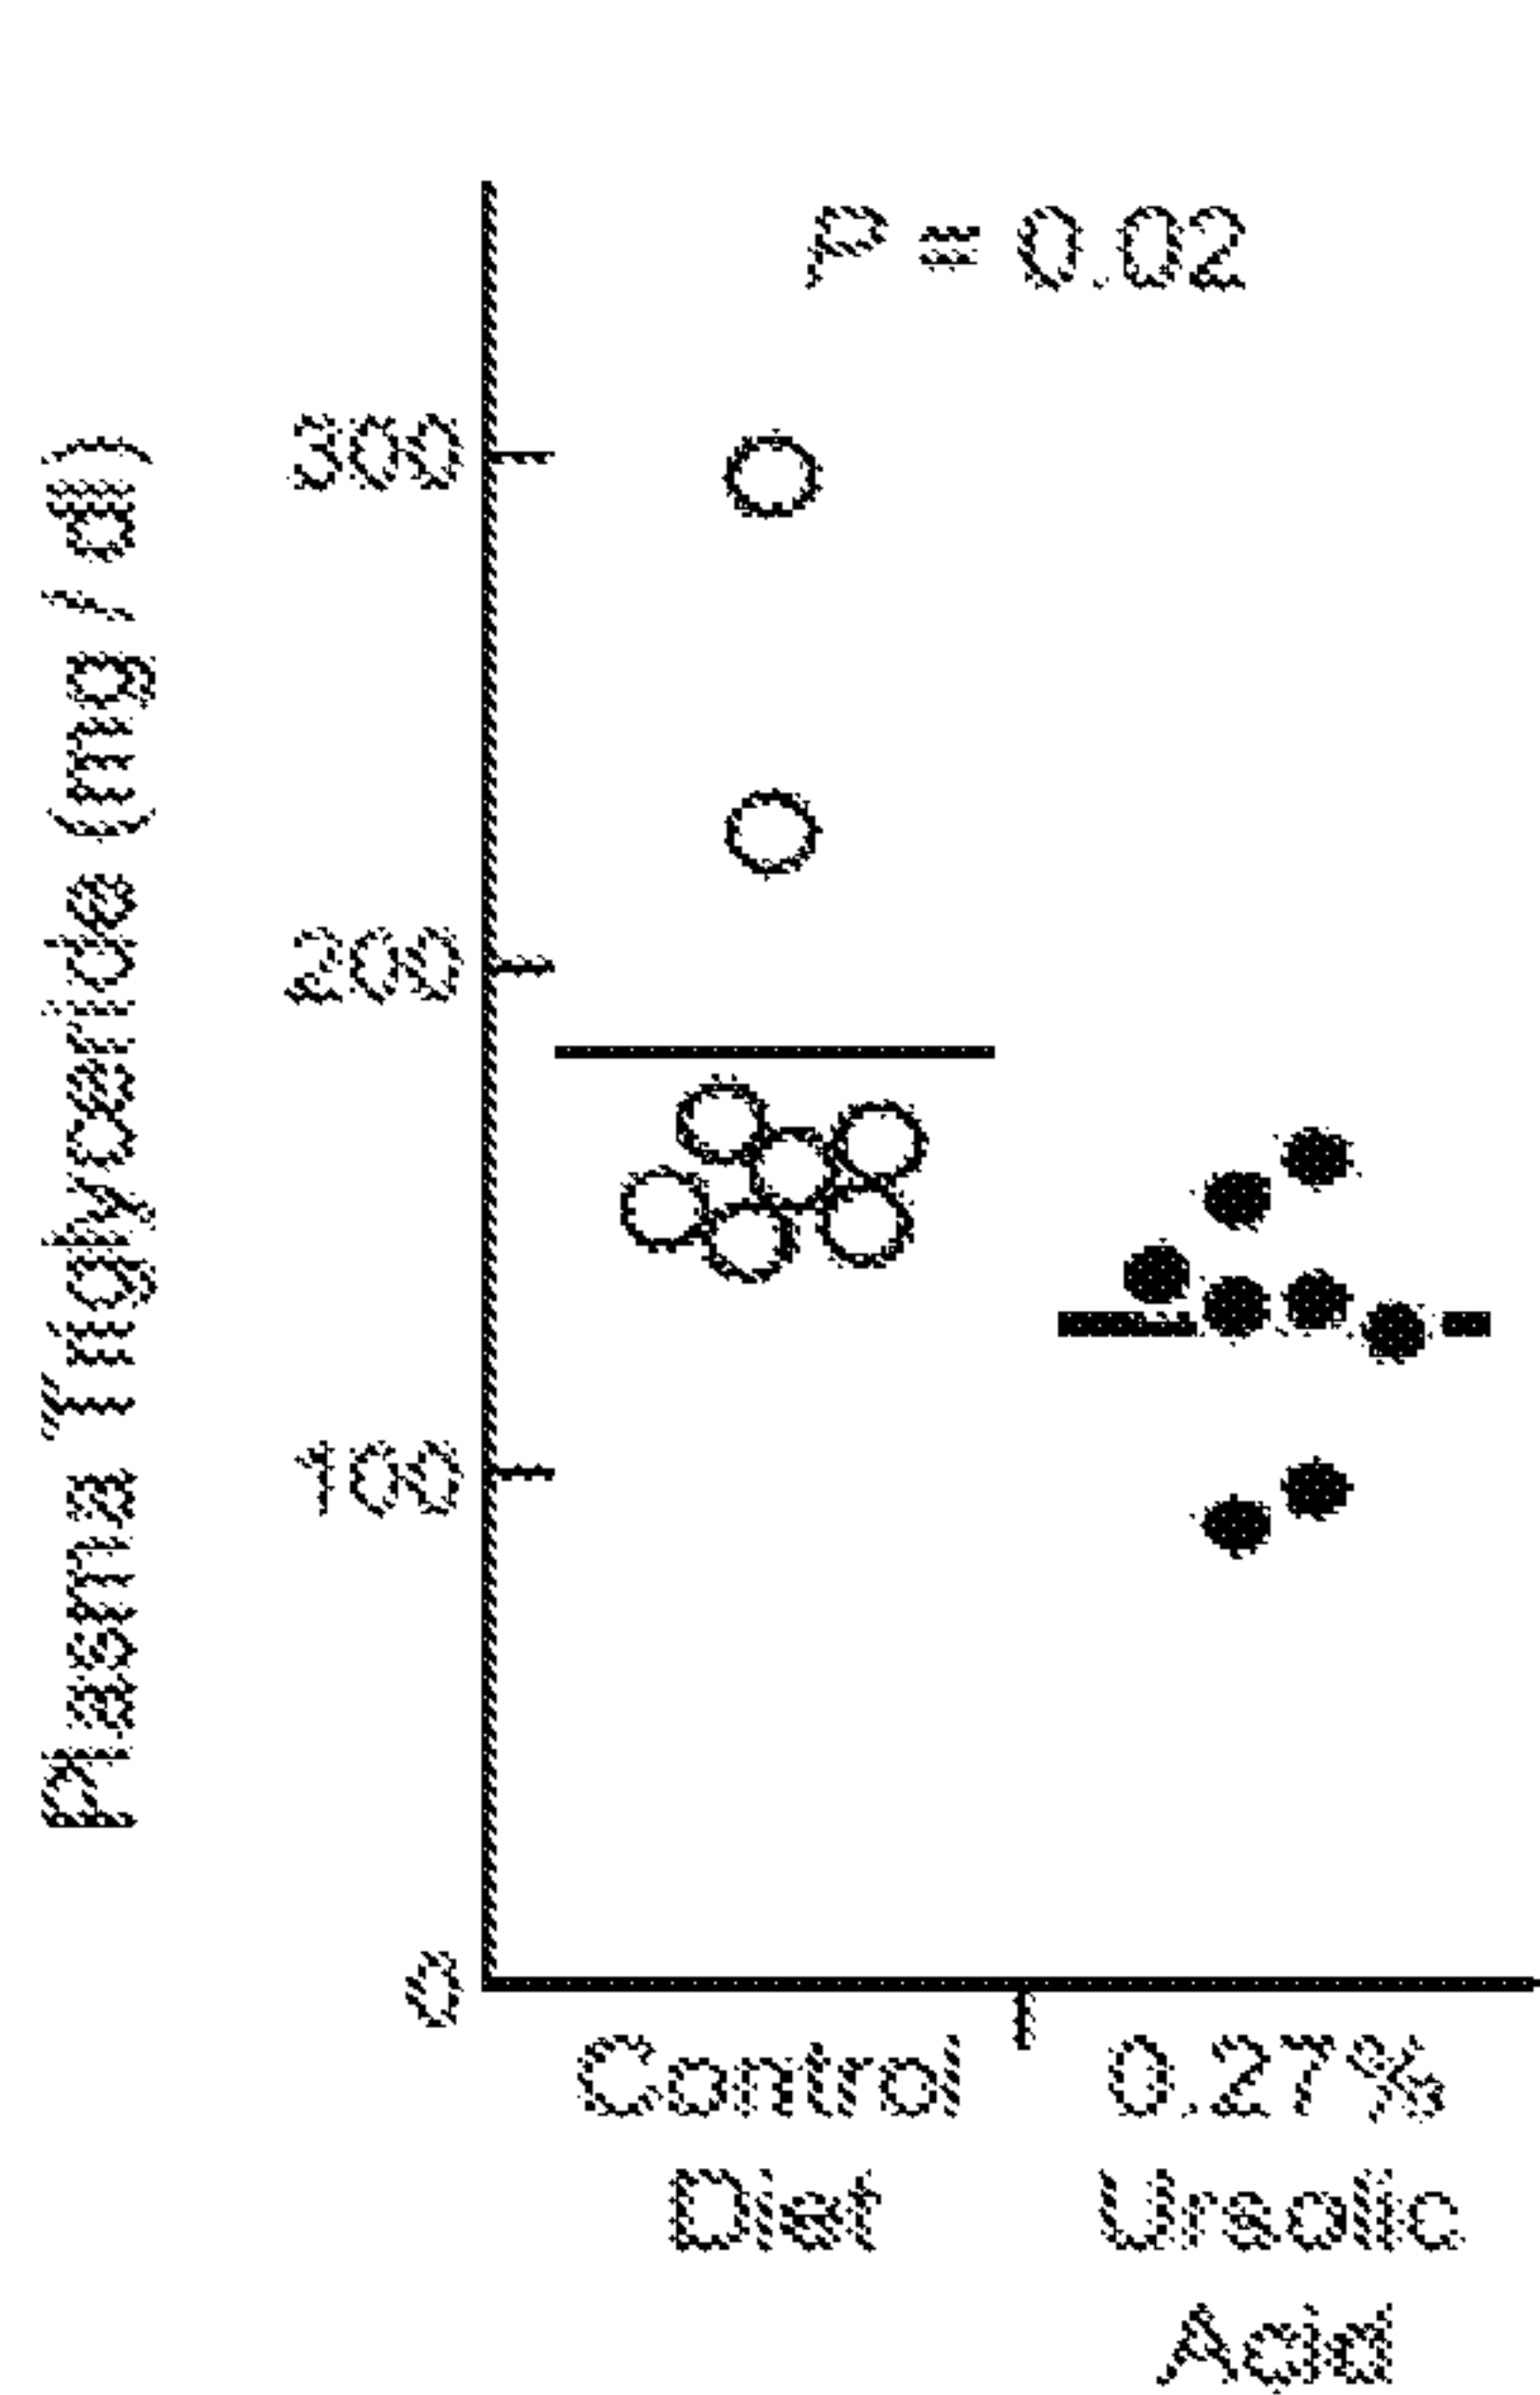 P = 0.02
Plasma Triglyceride (mg / dl)
300
200
100
0
Control
Diet
0.27%
Ursolic
Acid